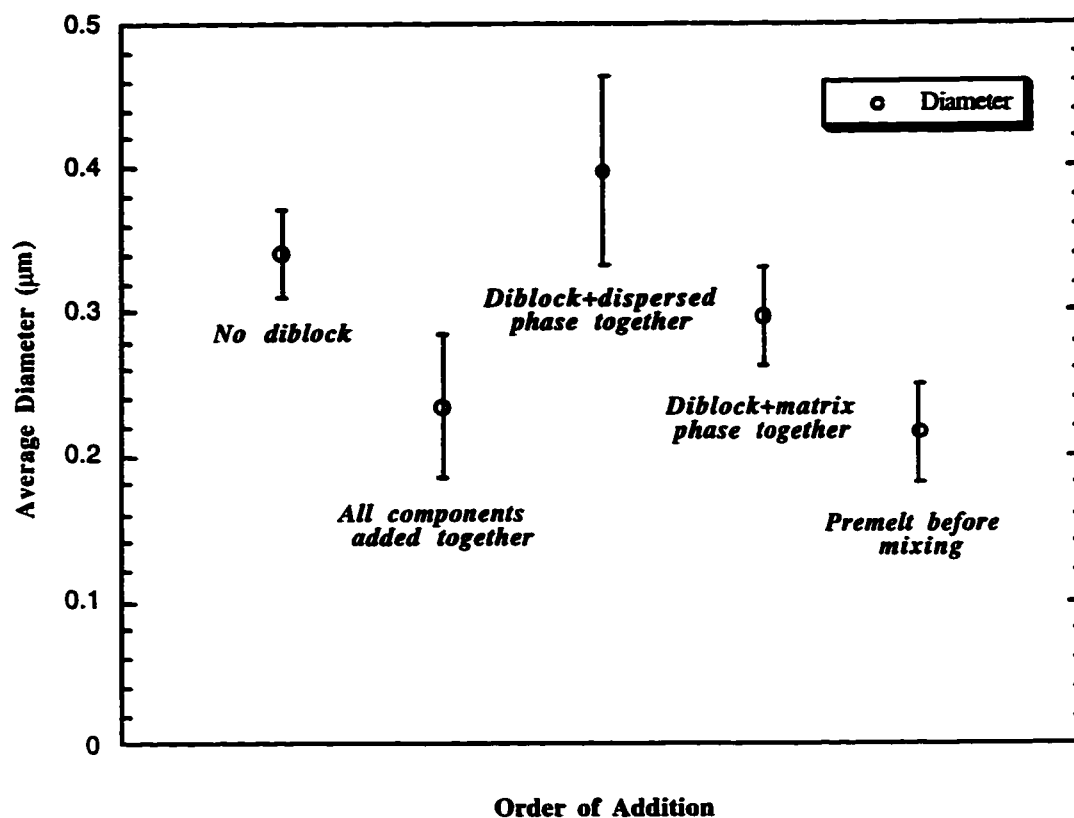 0.5
0.4
0.3
0.2
0.1
0
Average Diameter (μm)
Diameter
No diblock
All components
added together
Diblock+dispersed
phase together
Diblock+matrix
phase together
Premelt before
mixing
Order of Addition